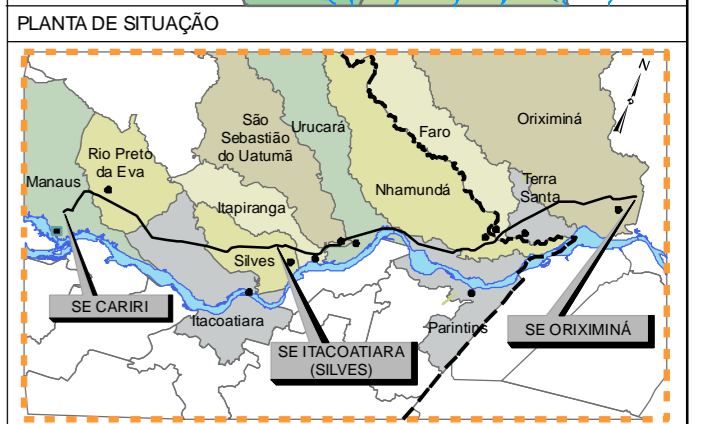 PLANTA DE SITUAÇÃO
N
São
Sebastião
do Uatumã
Urucará
Faro
Oriximiná
Rio Preto
da Eva
Manaus
Nhamundá
Terra
Santa
Itapiranga
Silves
SE CARIRI
Itacoatiara
SE ITACOATIARA
(SILVES)
Parintins
SE ORIXIMINÁ